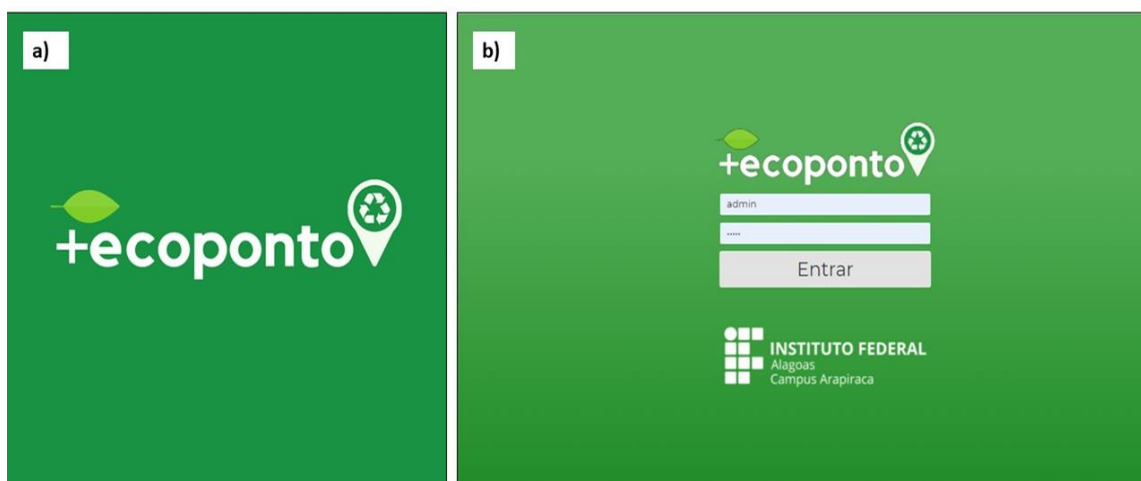 a)
+ecoponto
b)
+ecoponto
admin
.....
Entrar
INSTITUTO FEDERAL
Alagoas
Campus Arapiraca